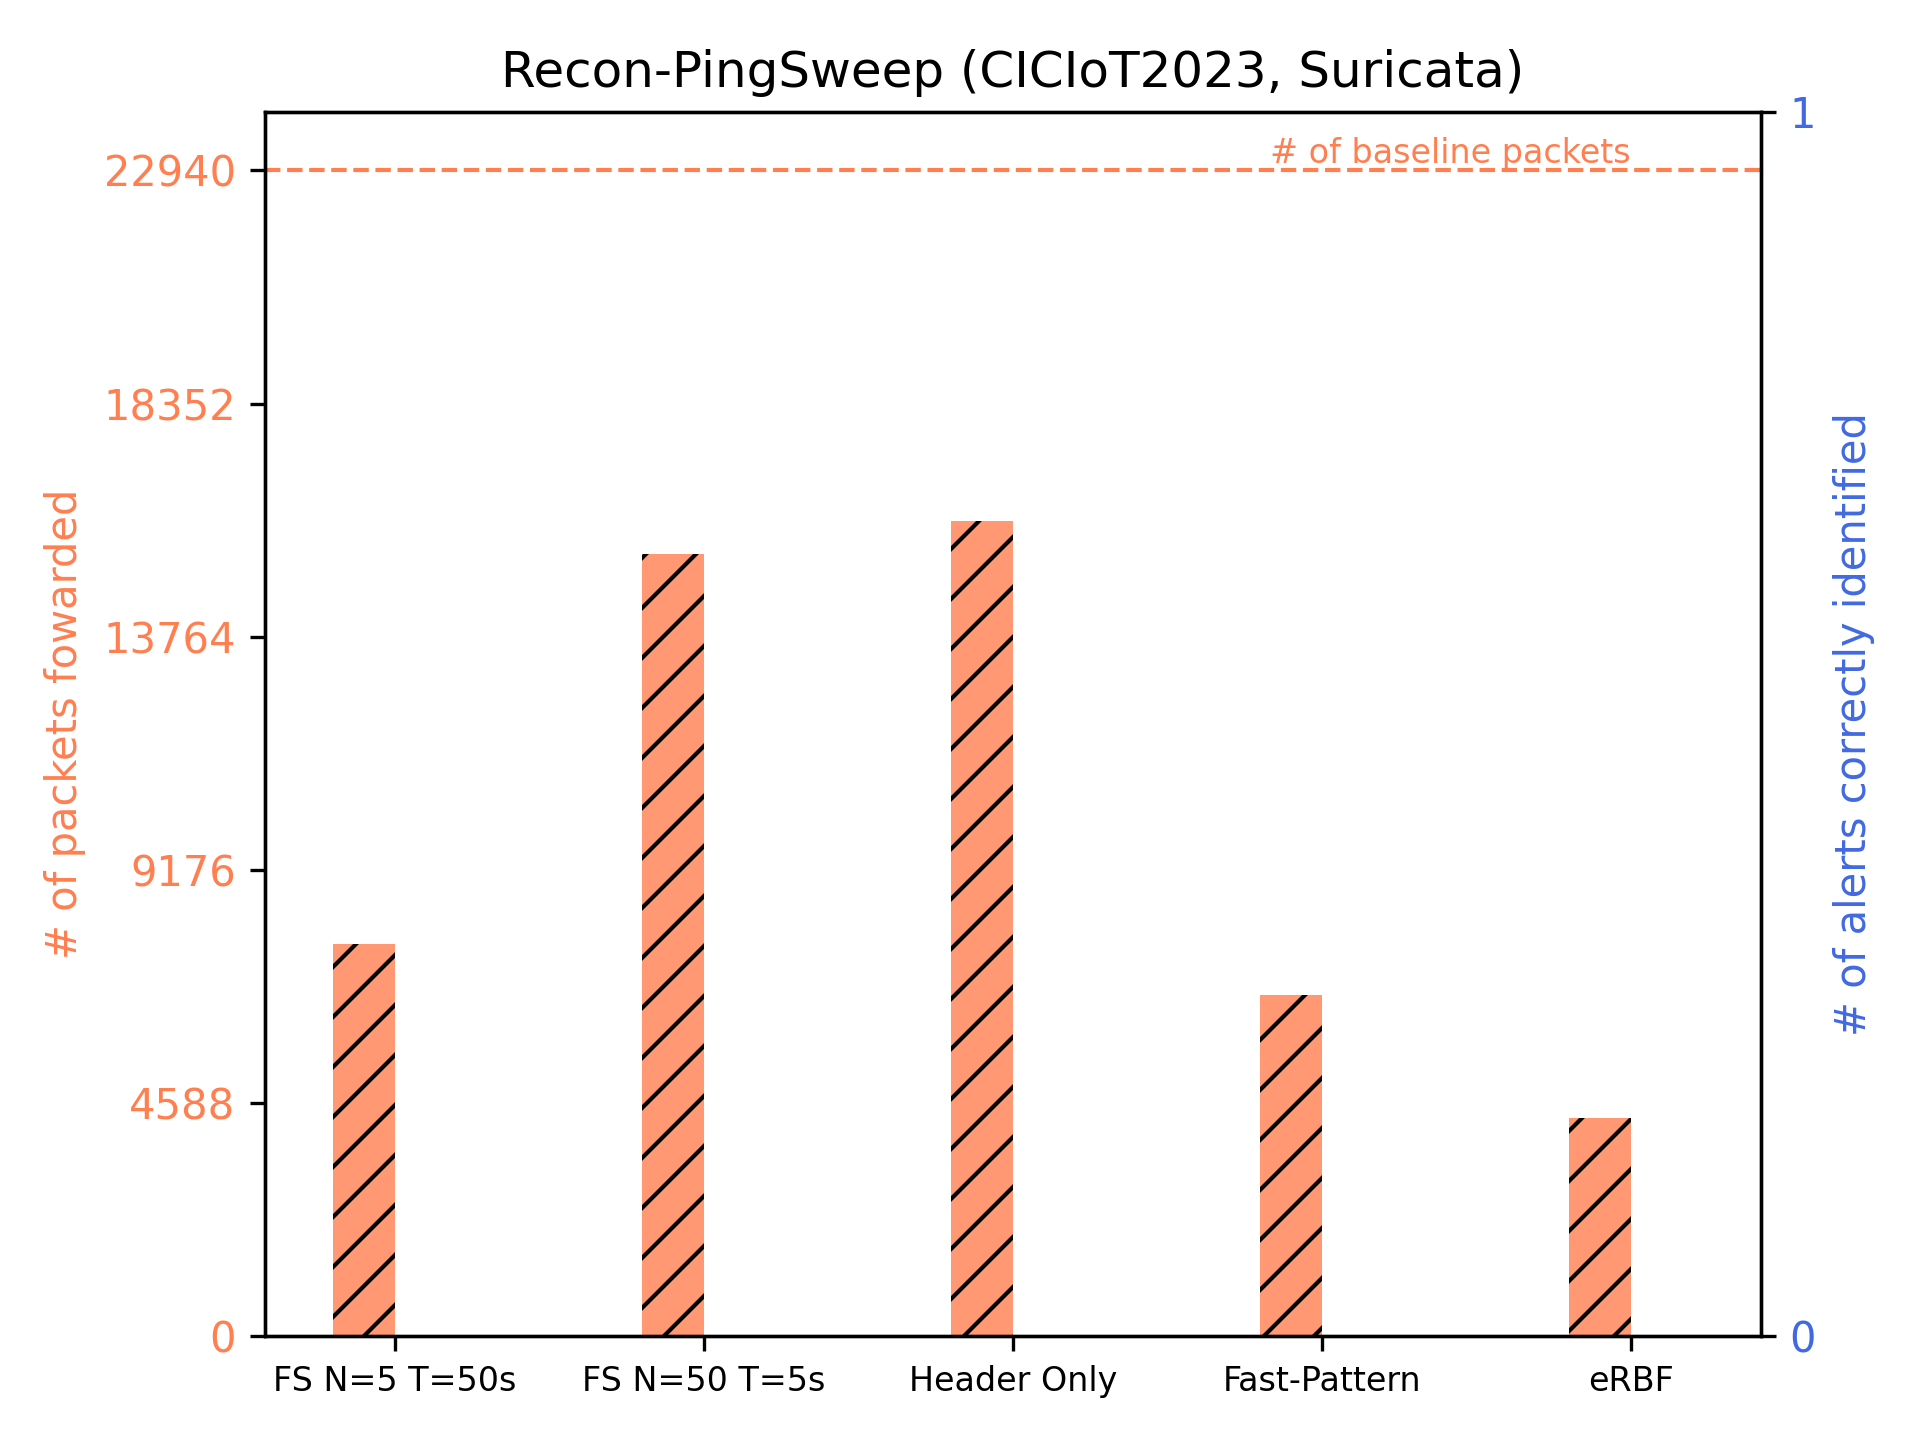 Recon-PingSweep (CICIoT2023, Suricata)
# of packets fowarded
22940
18352
13764
9176
4588
0
# of baseline packets
1
0
# of alerts correctly identified
FS N=5 T=50s
FS N=50 T=5s
Header Only
Fast-Pattern
eRBF